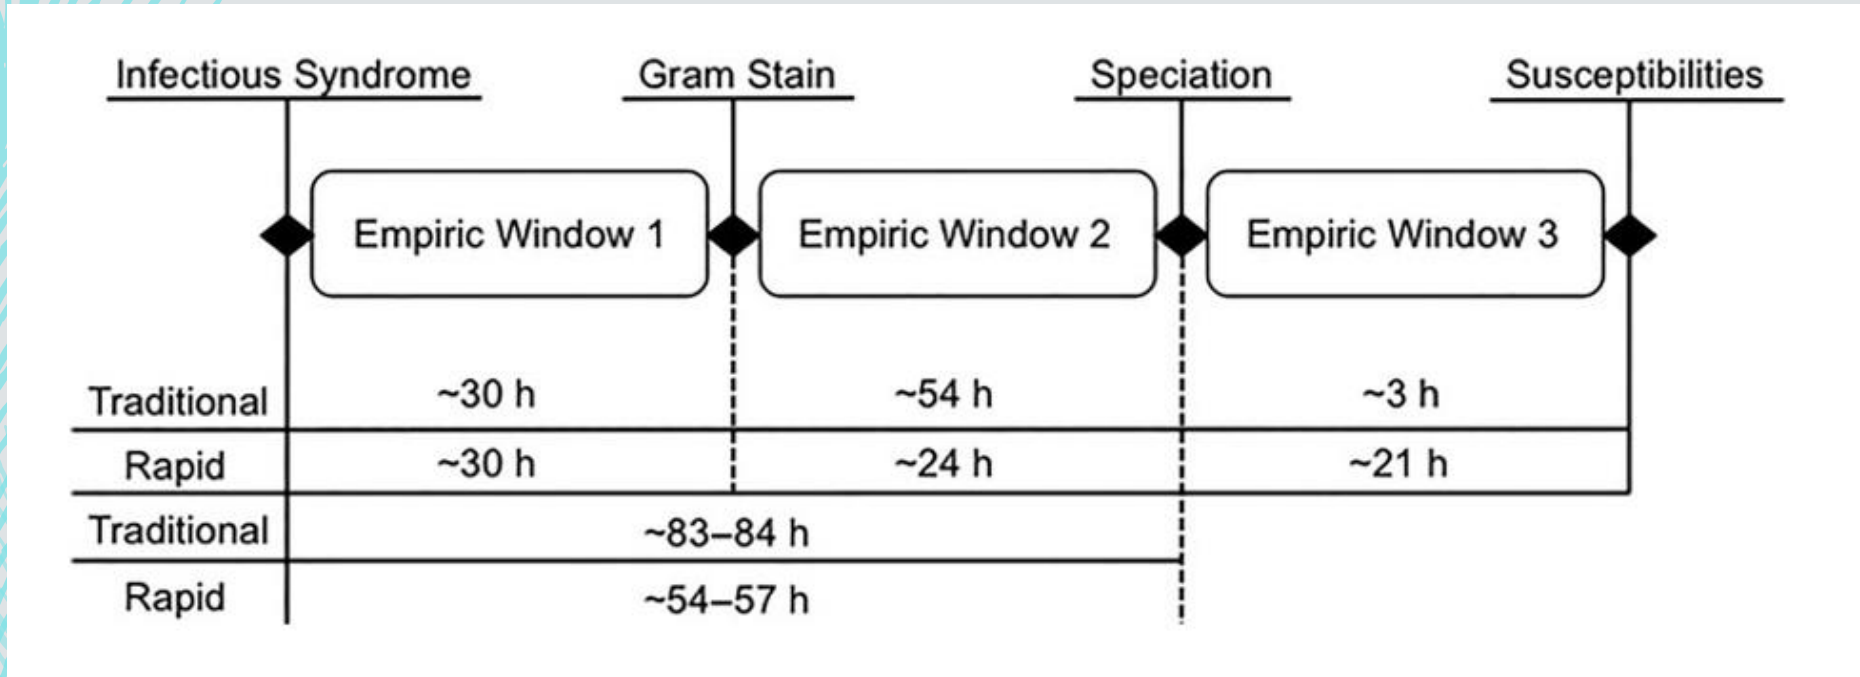 Infectious Syndrome Gram Stain Speciation Susceptibilities
Empiric Window 1 Empiric Window 2 Empiric Window 3
Traditional ~30 h ~54 h ~3 h
Rapid ~30 h ~24 h ~21 h
Traditional ~83–84 h
Rapid ~54–57 h